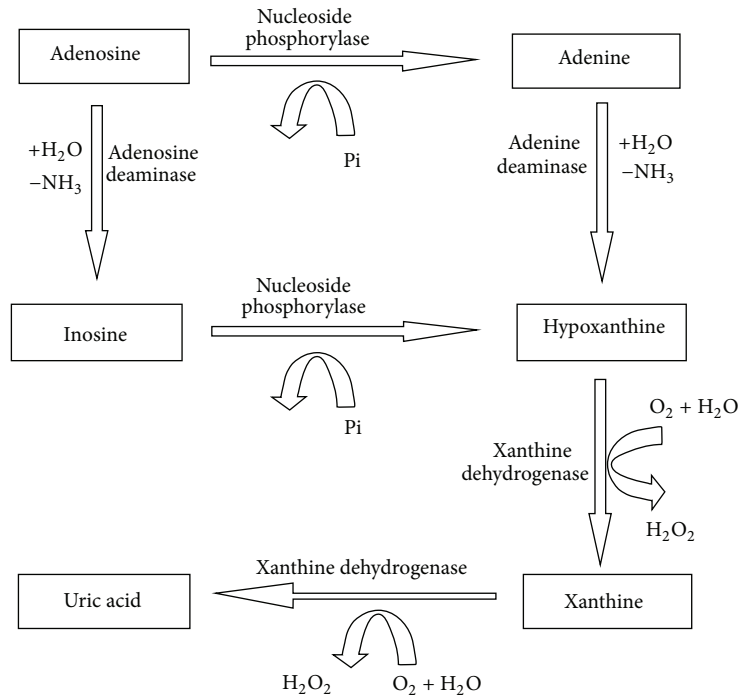 Nucleoside
phosphorylase
Adenosine
Adenine
Pi
+H₂O
−NH₃
Adenosine
deaminase
Adenine
deaminase
+H₂O
−NH₃
Nucleoside
phosphorylase
Inosine
Hypoxanthine
Pi
O₂ + H₂O
Xanthine
dehydrogenase
H₂O₂
Xanthine dehydrogenase
Uric acid
Xanthine
H₂O₂
O₂ + H₂O